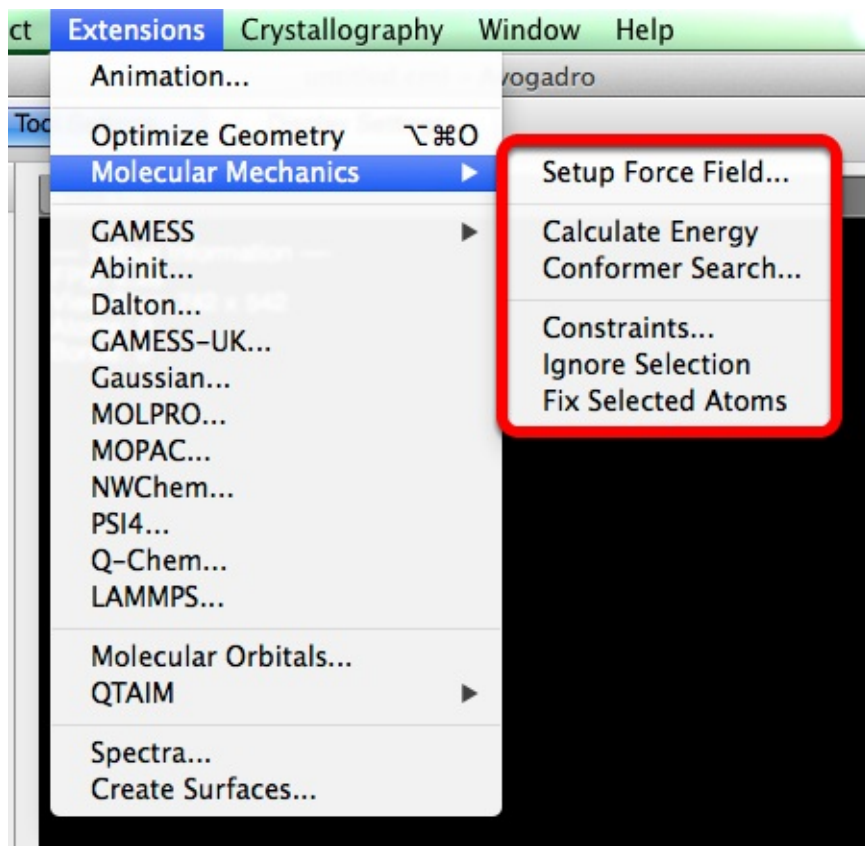 ct Extensions Crystallography Window Help
Animation...
Avogadro
Too
Optimize Geometry ⌥⌘O
Molecular Mechanics ▶
Setup Force Field...
GAMESS ▶
Calculate Energy
Abinit...
Conformer Search...
Dalton...
GAMESS-UK...
Constraints...
Gaussian...
Ignore Selection
MOLPRO...
Fix Selected Atoms
MOPAC...
NWChem...
PSI4...
Q-Chem...
LAMMPS...
Molecular Orbitals...
QTAIM ▶
Spectra...
Create Surfaces...